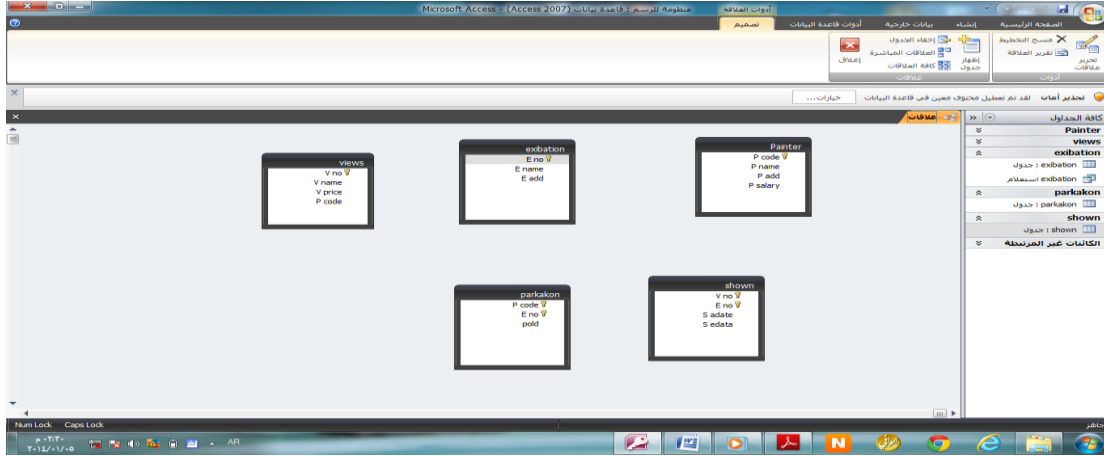 أدوات العلاقة
منظومة للرسم : قاعدة بيانات (Access 2007) - Microsoft Access
الصفحة الرئيسية
إنشاء
بيانات خارجية
أدوات قاعدة البيانات
تصميم
تحرير علاقات
مسح التخطيط
تقرير العلاقة
أدوات
إظهار جدول
إخفاء الجدول
العلاقات المباشرة
كافة العلاقات
إغلاق
علاقات
تحذير أمان
لقد تم تعطيل محتوى معين في قاعدة البيانات
خيارات...
كافة الجداول
Painter
views
exibation
exibation : جدول
exibation استعلام
parkakon
parkakon : جدول
shown
shown : جدول
الكائنات غير المرتبطة
علاقات
Painter
P code
P name
P add
P salary
exibation
E no
E name
E add
views
V no
V name
V price
P code
shown
V no
E no
S adate
S edata
parkakon
P code
E no
pold
جاهز
Num Lock
Caps Lock
AR
٠٣:٣٠ م
٢٠١٤/٠١/٠٥